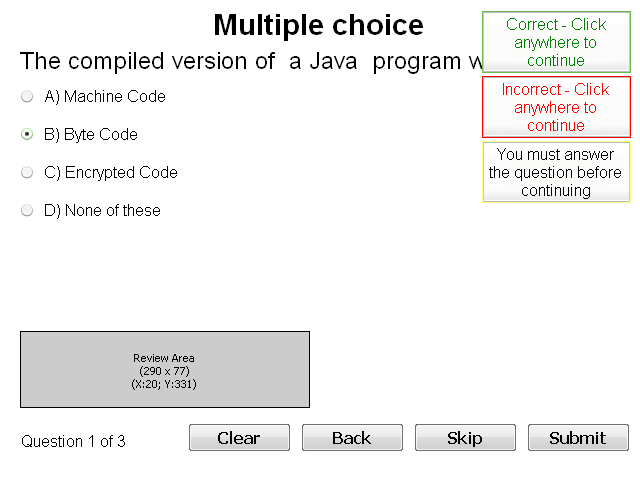 Multiple choice
The compiled version of a Java program
A) Machine Code
B) Byte Code
C) Encrypted Code
D) None of these
Correct - Click
anywhere to
continue
Incorrect - Click
anywhere to
continue
You must answer
the question before
continuing
Review Area
(290 x 77)
(X:20; Y:331)
Question 1 of 3
Clear
Back
Skip
Submit